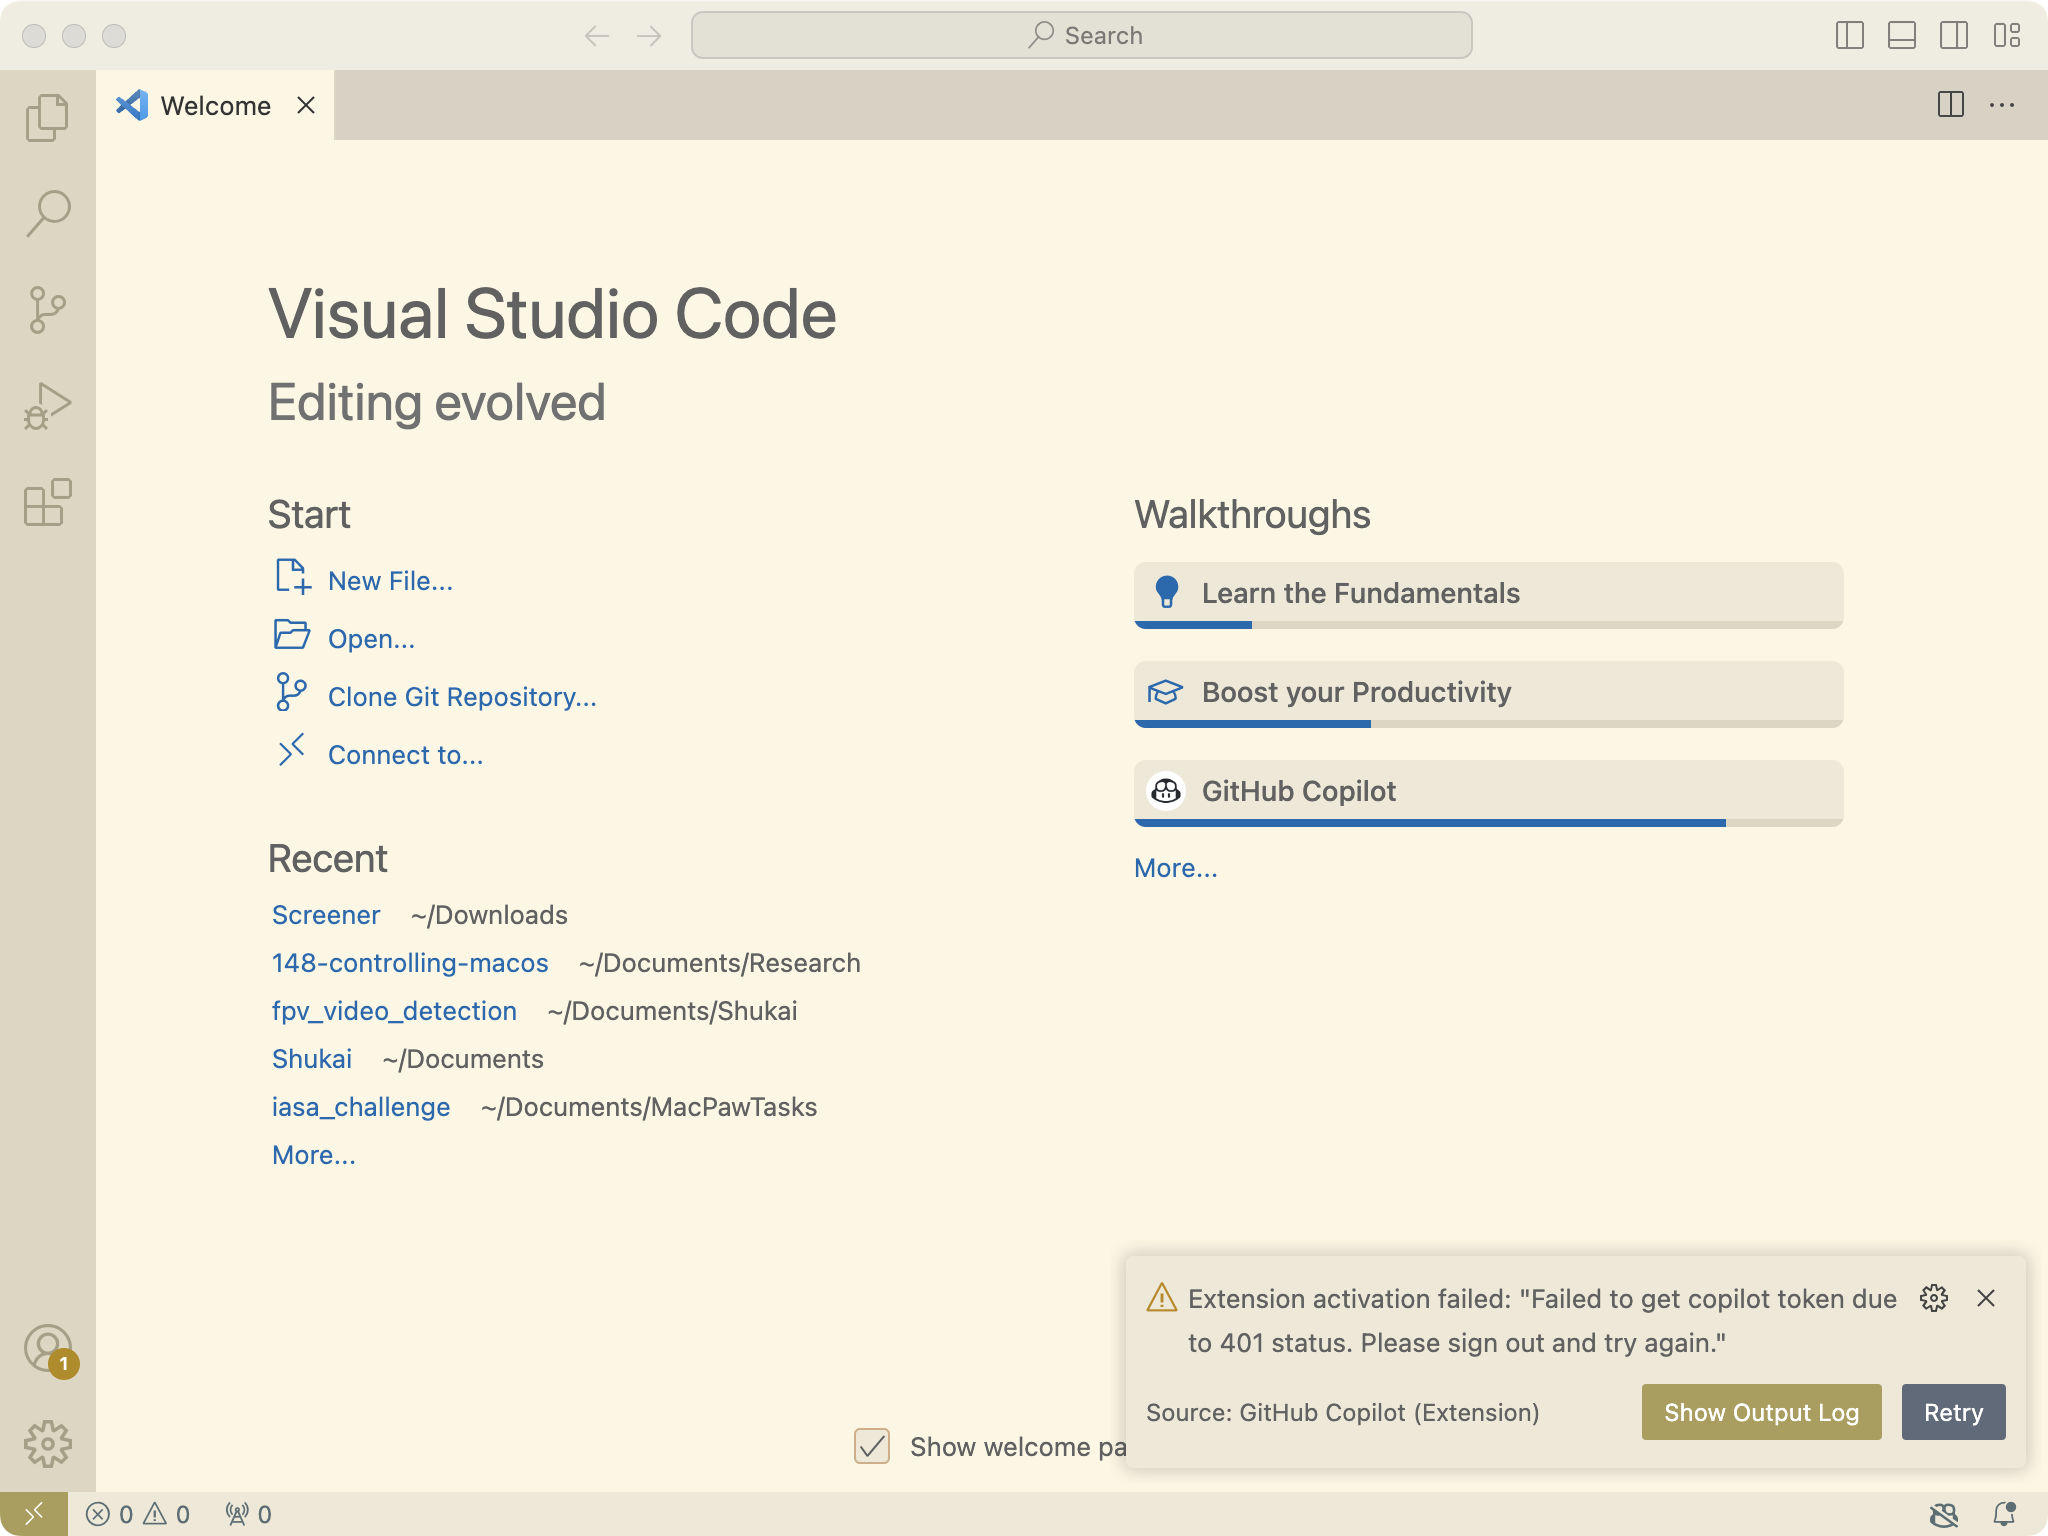 Search
Welcome
Visual Studio Code
Editing evolved
Start
New File...
Open...
Clone Git Repository...
Connect to...
Recent
Screener ~/Downloads
148-controlling-macos ~/Documents/Research
fpv_video_detection ~/Documents/Shukai
Shukai ~/Documents
iasa_challenge ~/Documents/MacPawTasks
More...
Walkthroughs
Learn the Fundamentals
Boost your Productivity
GitHub Copilot
More...
Extension activation failed: "Failed to get copilot token due
to 401 status. Please sign out and try again."
Source: GitHub Copilot (Extension)
Show Output Log
Retry
1
Show welcome pa
0 0 0